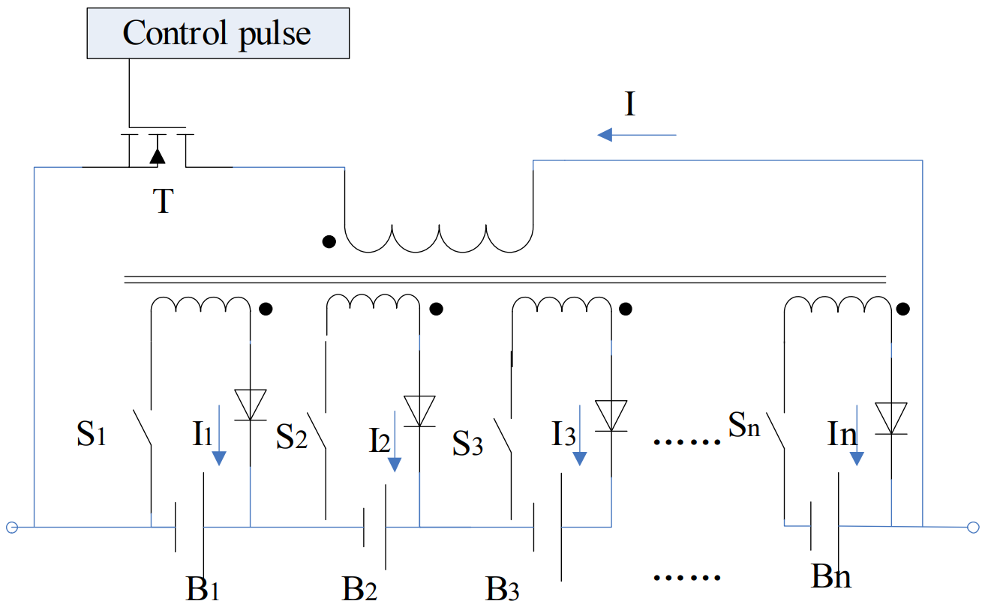 Control pulse
I
T
S1 I1 S2 I2 S3 I3 ...... Sn In
B1 B2 B3 ...... Bn